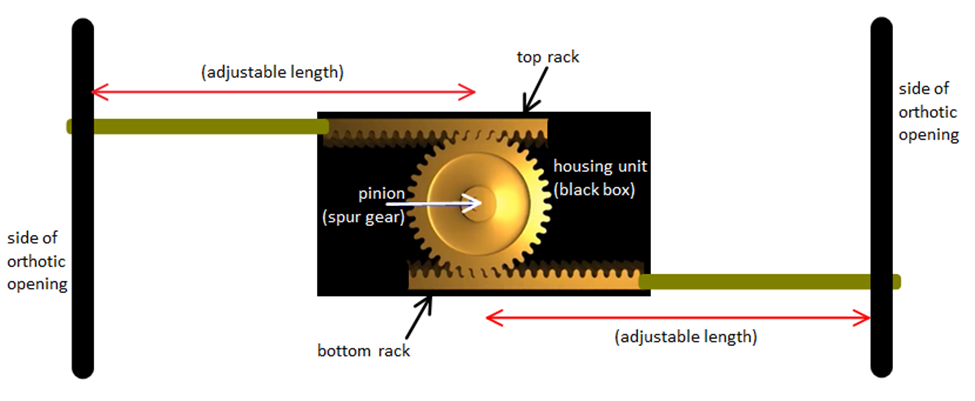 top rack
(adjustable length)
side of
orthotic
opening
housing unit
(black box)
pinion
(spur gear)
side of
orthotic
opening
(adjustable length)
bottom rack